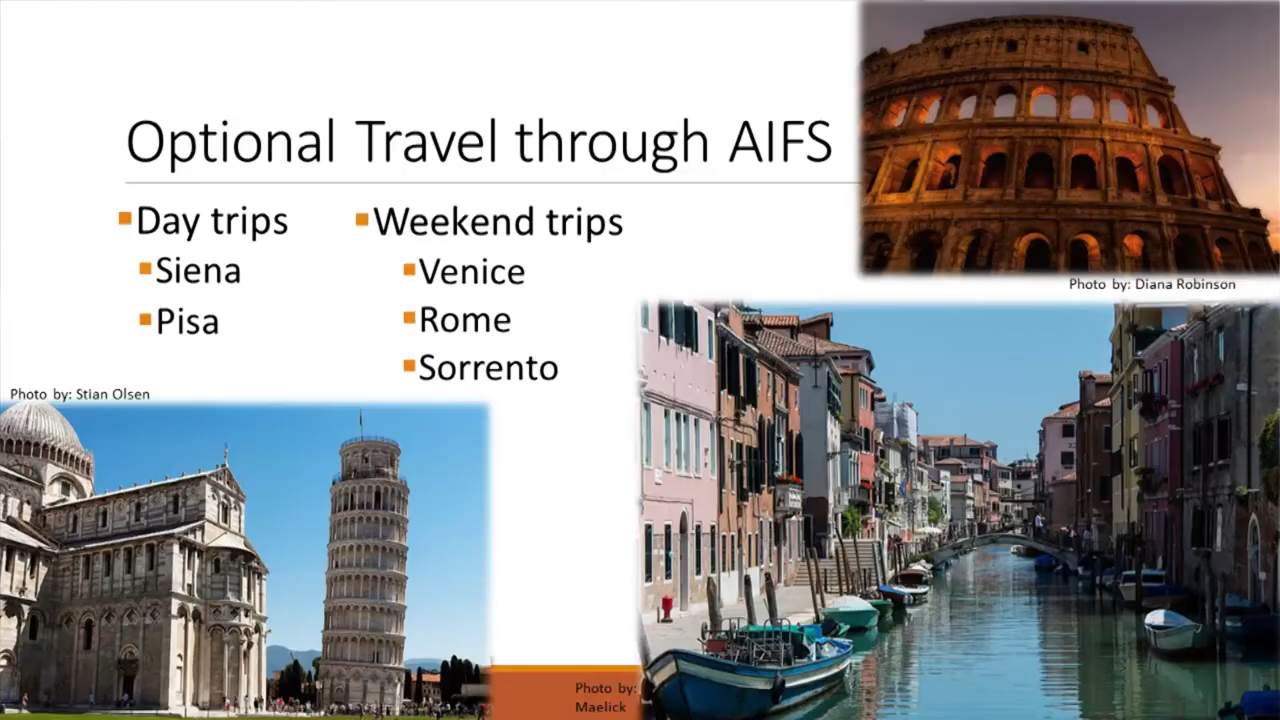 Optional Travel through AIFS
Day trips
Siena
Pisa
Weekend trips
Venice
Rome
Sorrento
Photo by: Diana Robinson
Photo by: Stian Olsen
Photo by:
Maelick